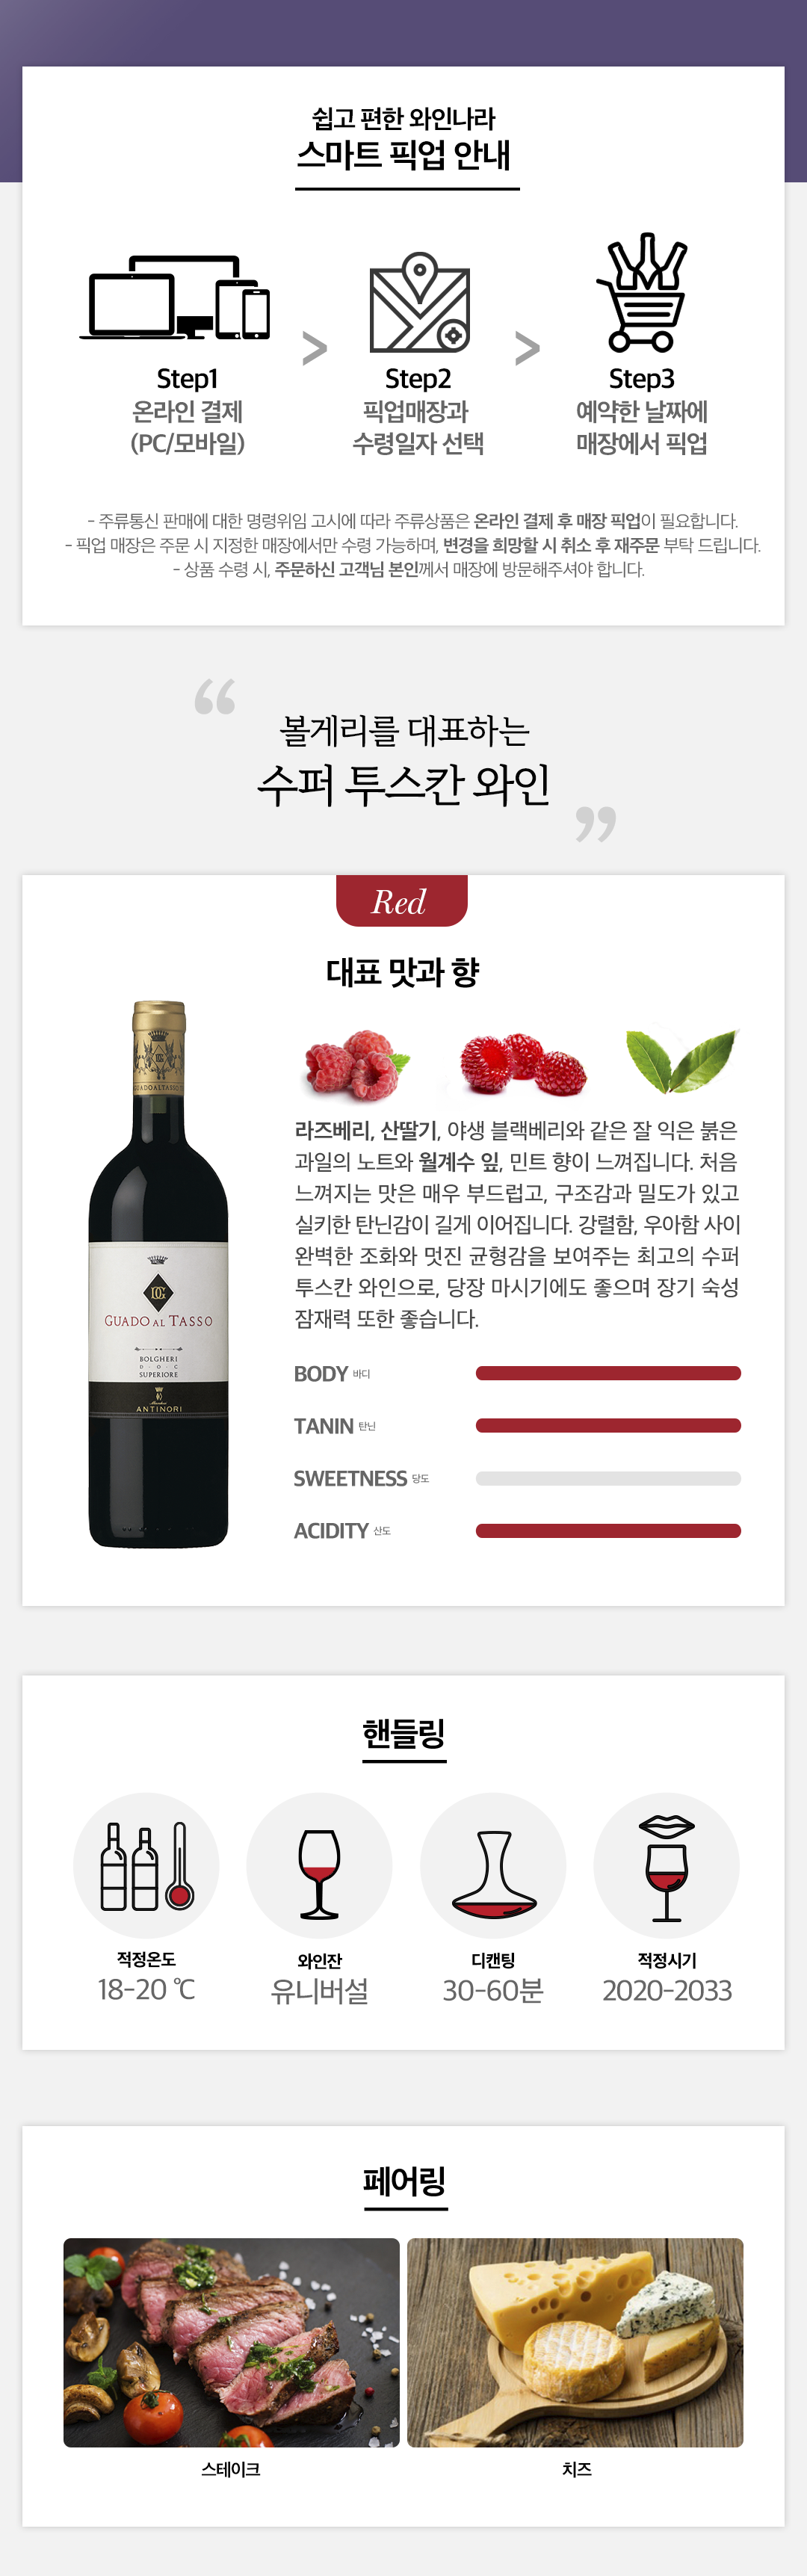 쉽고 편한 와인나라
스마트 픽업 안내
Step1
온라인 결제
(PC/모바일)
>
Step2
픽업매장과
수령일자 선택
>
Step3
예약한 날짜에
매장에서 픽업
- 주류통신 판매에 대한 명령위임 고시에 따라 주류상품은 온라인 결제 후 매장 픽업이 필요합니다.
- 픽업 매장은 주문 시 지정한 매장에서만 수령 가능하며, 변경을 희망할 시 취소 후 재주문 부탁 드립니다.
- 상품 수령 시, 주문하신 고객님 본인께서 매장에 방문해주셔야 합니다.
“
볼게리를 대표하는
수퍼 투스칸 와인
”
Red
대표 맛과 향
GUADOALTASSO
DG
GUADO AL TASSO
BOLGHERI
D·O·C
SUPERIORE
ANTINORI
라즈베리, 산딸기, 야생 블랙베리와 같은 잘 익은 붉은
과일의 노트와 월계수 잎, 민트 향이 느껴집니다. 처음
느껴지는 맛은 매우 부드럽고, 구조감과 밀도가 있고
실키한 탄닌감이 길게 이어집니다. 강렬함, 우아함 사이
완벽한 조화와 멋진 균형감을 보여주는 최고의 수퍼
투스칸 와인으로, 당장 마시기에도 좋으며 장기 숙성
잠재력 또한 좋습니다.
BODY 바디
TANIN 탄닌
SWEETNESS 당도
ACIDITY 산도
핸들링
적정온도
18-20 ℃
와인잔
유니버설
디캔팅
30-60분
적정시기
2020-2033
페어링
스테이크
치즈